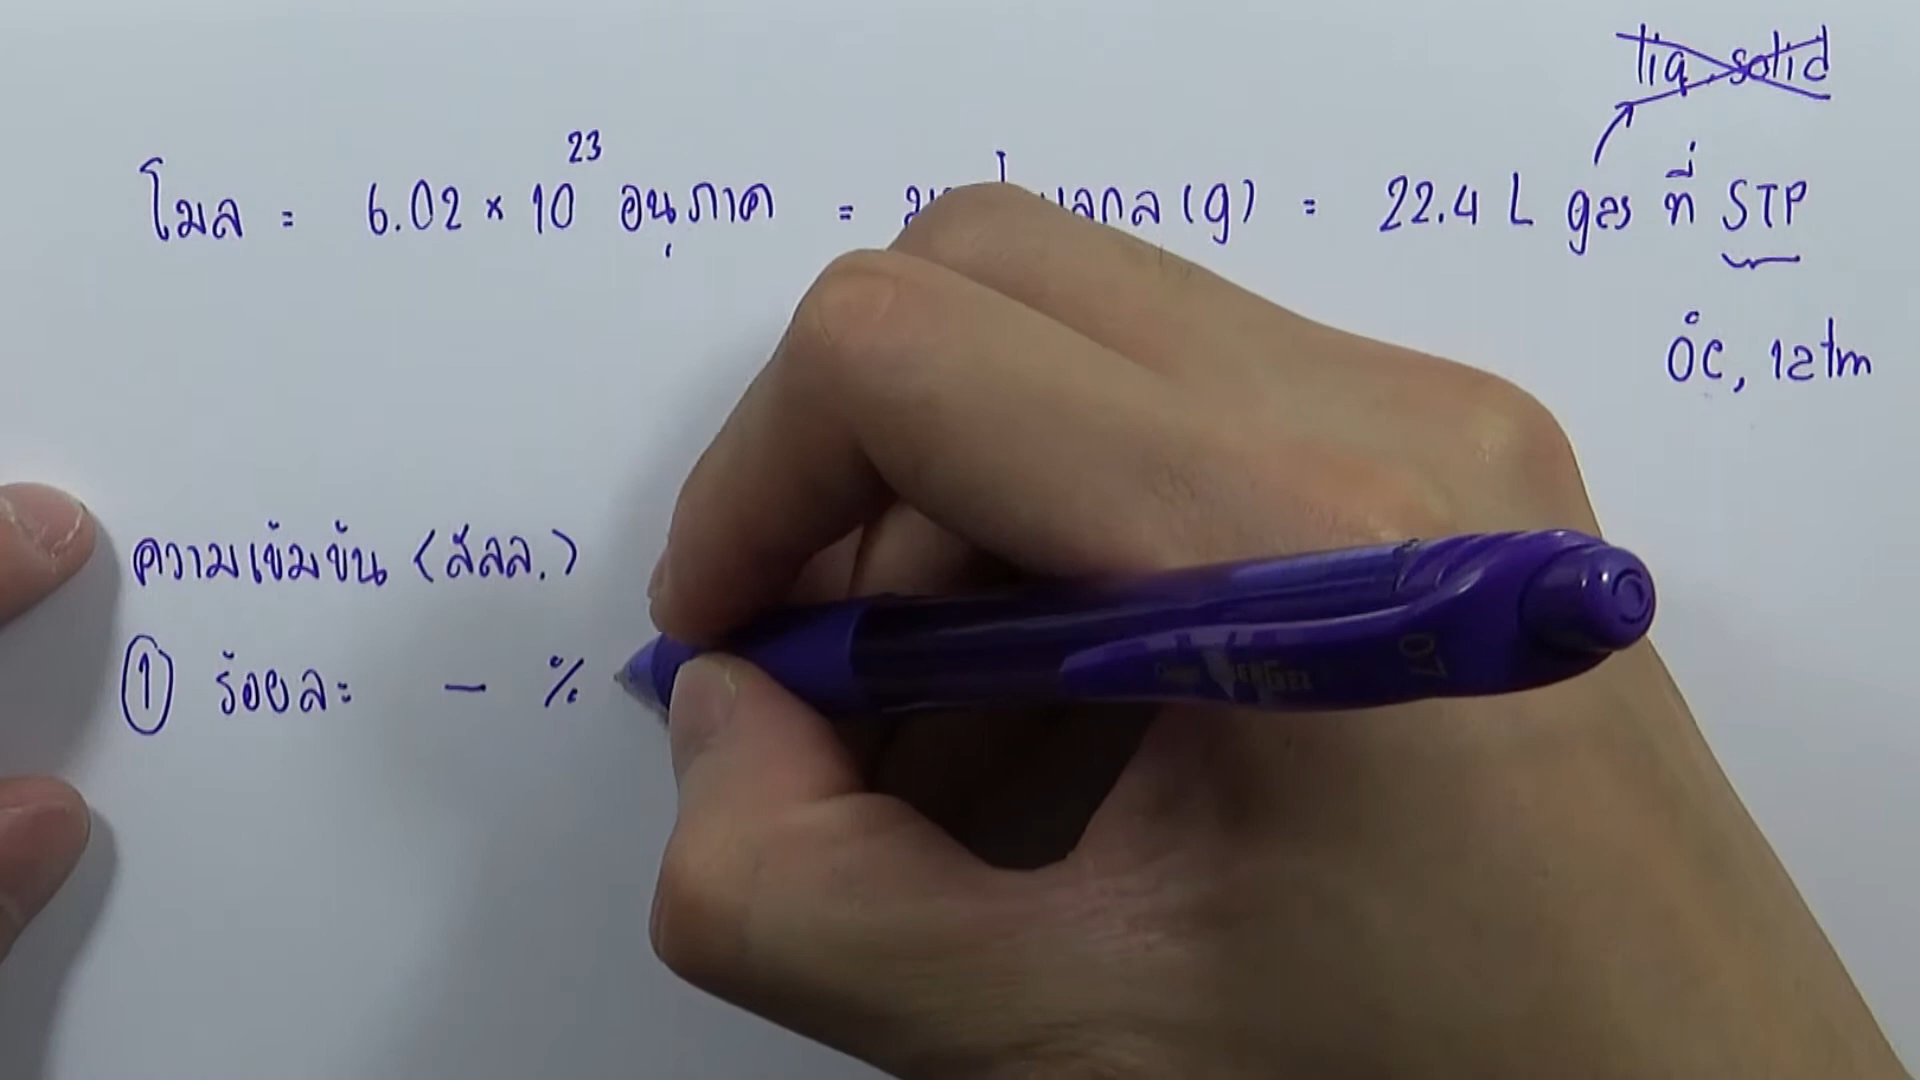 liq, solid
โมล = 6.02 × 10²³ อนุภาค = (g) = 22.4 L gas ที่ STP
0°C, 1atm
ความเข้มข้น (สลล.)
① ร้อยละ - %
07